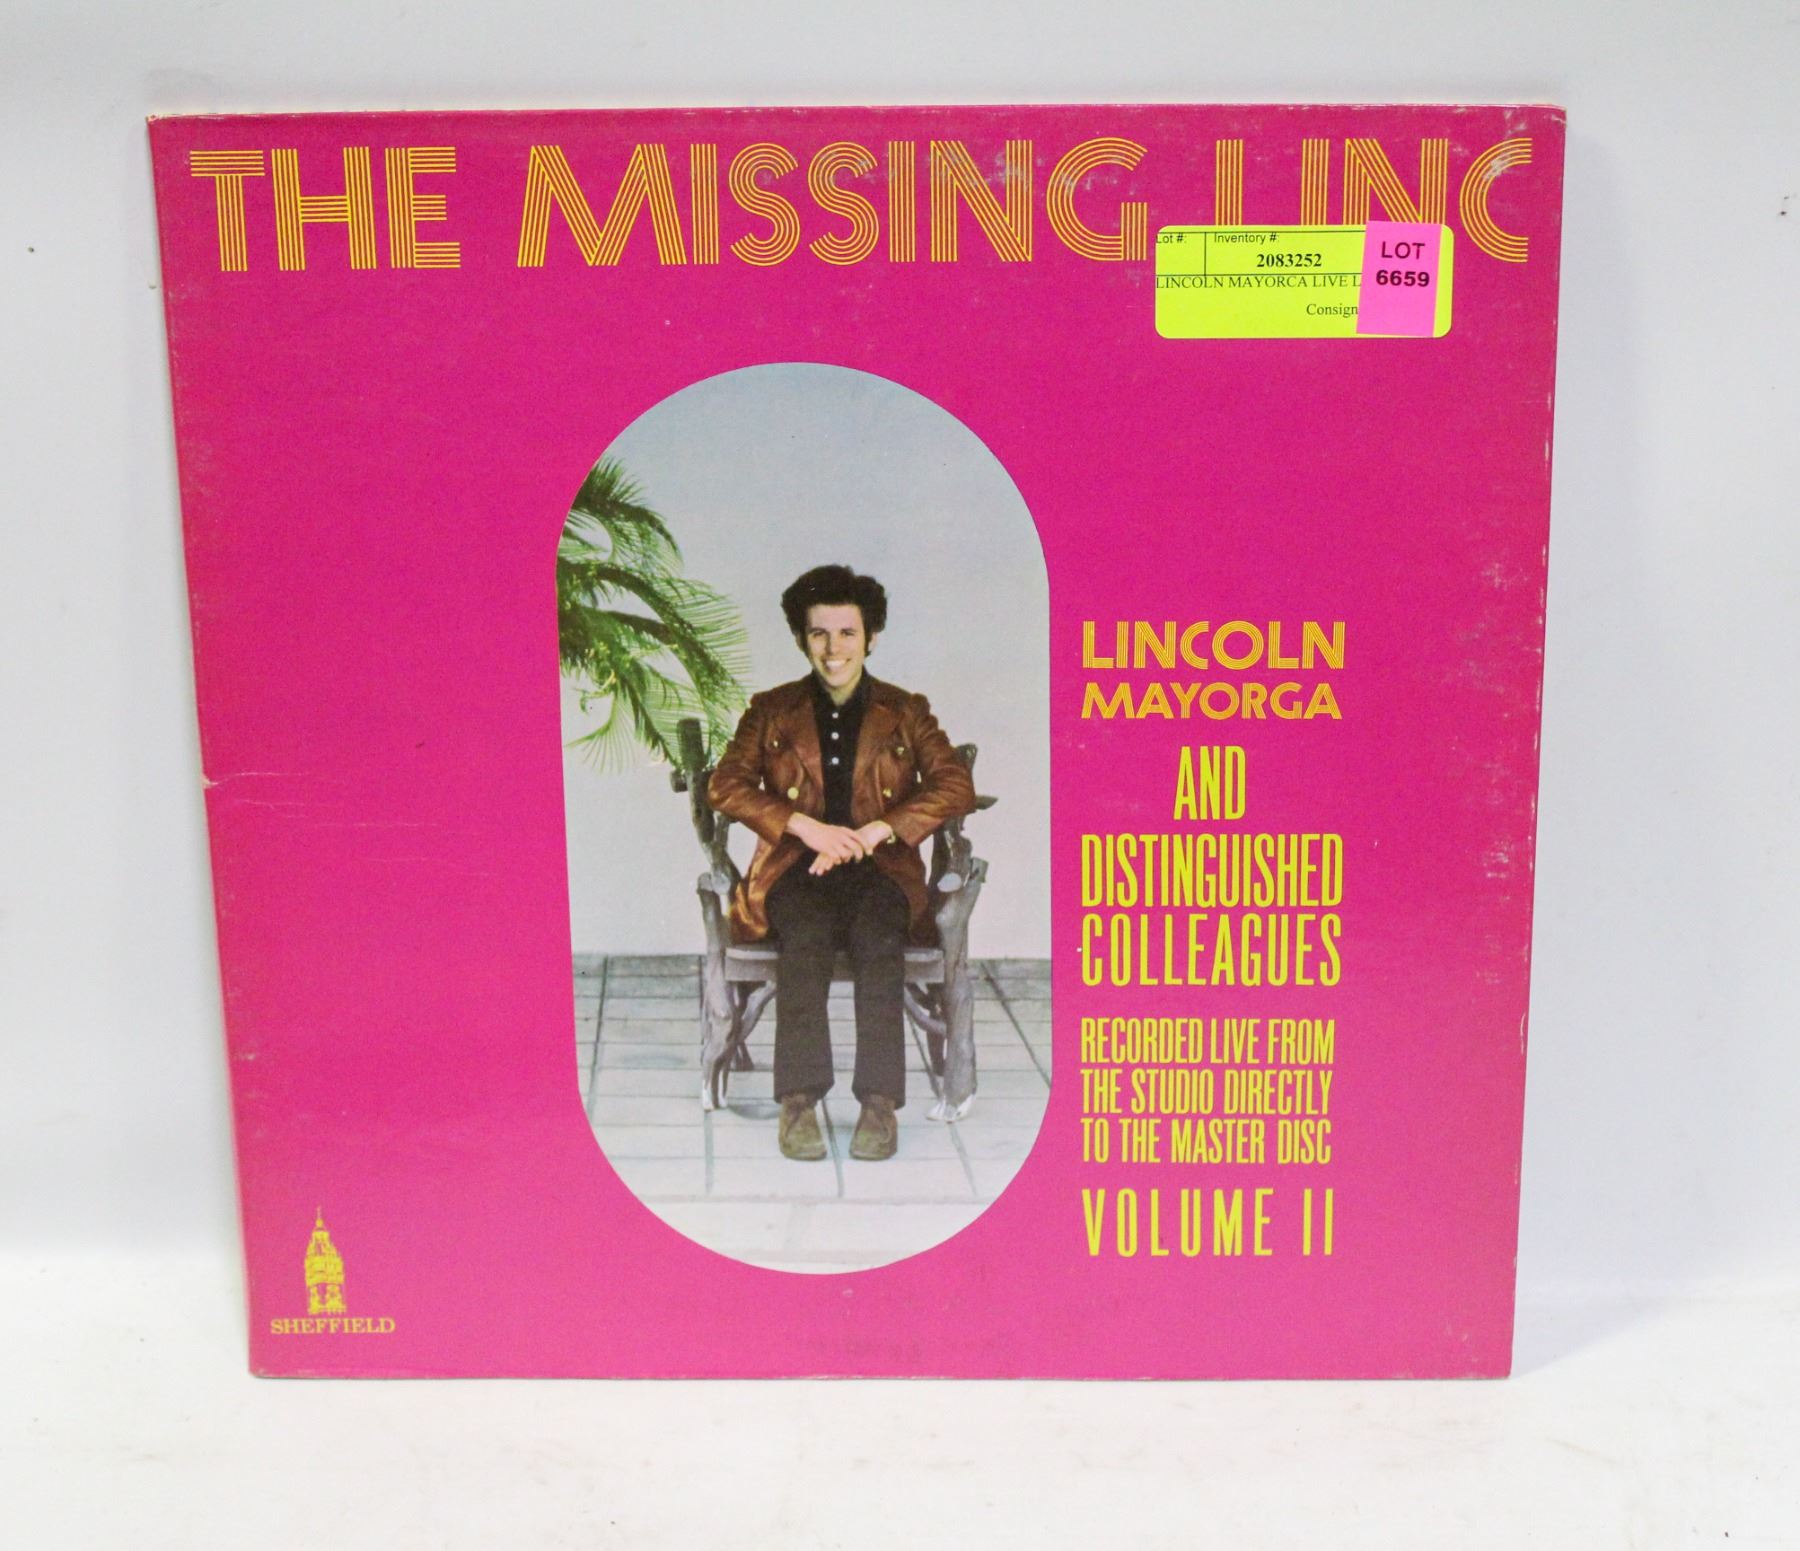 THE MISSING LINC
Lot #: Inventory #:
2083252
LINCOLN MAYORCA LIVE L
Consign
LOT
6659
LINCOLN
MAYORGA
AND
DISTINGUISHED
COLLEAGUES
RECORDED LIVE FROM
THE STUDIO DIRECTLY
TO THE MASTER DISC
VOLUME II
SHEFFIELD